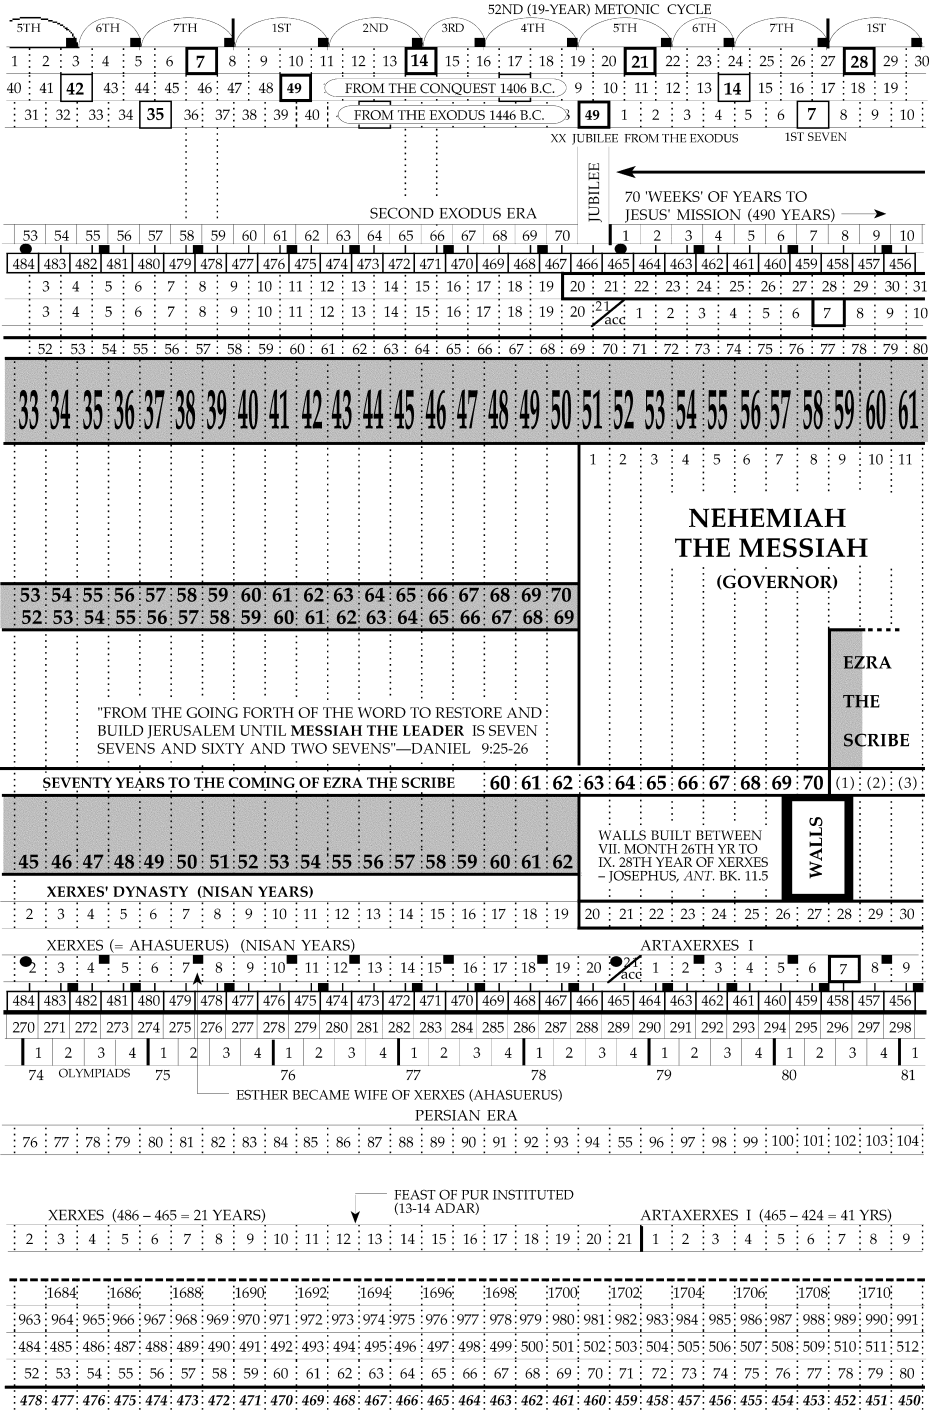 52ND (19-YEAR) METONIC CYCLE
5TH 6TH 7TH 1ST 2ND 3RD 4TH 5TH 6TH 7TH 1ST
1 2 3 4 5 6 7 8 9 10 11 12 13 14 15 16 17 18 19 20 21 22 23 24 25 26 27 28 29 30
40 41 42 43 44 45 46 47 48 49 FROM THE CONQUEST 1406 B.C. 9 10 11 12 13 14 15 16 17 18 19
31 32 33 34 35 36 37 38 39 40 FROM THE EXODUS 1446 B.C. 49 1 2 3 4 5 6 7 8 9 10
XX JUBILEE FROM THE EXODUS 1ST SEVEN
JUBILEE
70 'WEEKS' OF YEARS TO
JESUS' MISSION (490 YEARS)
SECOND EXODUS ERA
53 54 55 56 57 58 59 60 61 62 63 64 65 66 67 68 69 70 1 2 3 4 5 6 7 8 9 10
484 483 482 481 480 479 478 477 476 475 474 473 472 471 470 469 468 467 466 465 464 463 462 461 460 459 458 457 456
3 4 5 6 7 8 9 10 11 12 13 14 15 16 17 18 19 20 21 22 23 24 25 26 27 28 29 30 31
3 4 5 6 7 8 9 10 11 12 13 14 15 16 17 18 19 20 21 acc 1 2 3 4 5 6 7 8 9 10
52 53 54 55 56 57 58 59 60 61 62 63 64 65 66 67 68 69 70 71 72 73 74 75 76 77 78 79 80
33 34 35 36 37 38 39 40 41 42 43 44 45 46 47 48 49 50 51 52 53 54 55 56 57 58 59 60 61
1 2 3 4 5 6 7 8 9 10 11
NEHEMIAH
THE MESSIAH
(GOVERNOR)
53 54 55 56 57 58 59 60 61 62 63 64 65 66 67 68 69 70
52 53 54 55 56 57 58 59 60 61 62 63 64 65 66 67 68 69
EZRA
THE
SCRIBE
"FROM THE GOING FORTH OF THE WORD TO RESTORE AND
BUILD JERUSALEM UNTIL MESSIAH THE LEADER IS SEVEN
SEVENS AND SIXTY AND TWO SEVENS"—DANIEL 9:25-26
SEVENTY YEARS TO THE COMING OF EZRA THE SCRIBE 60 61 62 63 64 65 66 67 68 69 70 (1) (2) (3)
WALLS BUILT BETWEEN
VII. MONTH 26TH YR TO
IX. 28TH YEAR OF XERXES
– JOSEPHUS, ANT. BK. 11.5
WALLS
45 46 47 48 49 50 51 52 53 54 55 56 57 58 59 60 61 62
XERXES' DYNASTY (NISAN YEARS)
2 3 4 5 6 7 8 9 10 11 12 13 14 15 16 17 18 19 20 21 22 23 24 25 26 27 28 29 30
XERXES (= AHASUERUS) (NISAN YEARS) ARTAXERXES I
2 3 4 5 6 7 8 9 10 11 12 13 14 15 16 17 18 19 20 21 acc 1 2 3 4 5 6 7 8 9
484 483 482 481 480 479 478 477 476 475 474 473 472 471 470 469 468 467 466 465 464 463 462 461 460 459 458 457 456
270 271 272 273 274 275 276 277 278 279 280 281 282 283 284 285 286 287 288 289 290 291 292 293 294 295 296 297 298
1 2 3 4 1 2 3 4 1 2 3 4 1 2 3 4 1 2 3 4 1 2 3 4 1 2 3 4 1
74 OLYMPIADS 75 76 77 78 79 80 81
ESTHER BECAME WIFE OF XERXES (AHASUERUS)
PERSIAN ERA
76 77 78 79 80 81 82 83 84 85 86 87 88 89 90 91 92 93 94 55 96 97 98 99 100 101 102 103 104
FEAST OF PUR INSTITUTED
(13-14 ADAR)
XERXES (486 – 465 = 21 YEARS) ARTAXERXES I (465 – 424 = 41 YRS)
2 3 4 5 6 7 8 9 10 11 12 13 14 15 16 17 18 19 20 21 1 2 3 4 5 6 7 8 9
1684 1686 1688 1690 1692 1694 1696 1698 1700 1702 1704 1706 1708 1710
963 964 965 966 967 968 969 970 971 972 973 974 975 976 977 978 979 980 981 982 983 984 985 986 987 988 989 990 991
484 485 486 487 488 489 490 491 492 493 494 495 496 497 498 499 500 501 502 503 504 505 506 507 508 509 510 511 512
52 53 54 55 56 57 58 59 60 61 62 63 64 65 66 67 68 69 70 71 72 73 74 75 76 77 78 79 80
478 477 476 475 474 473 472 471 470 469 468 467 466 465 464 463 462 461 460 459 458 457 456 455 454 453 452 451 450